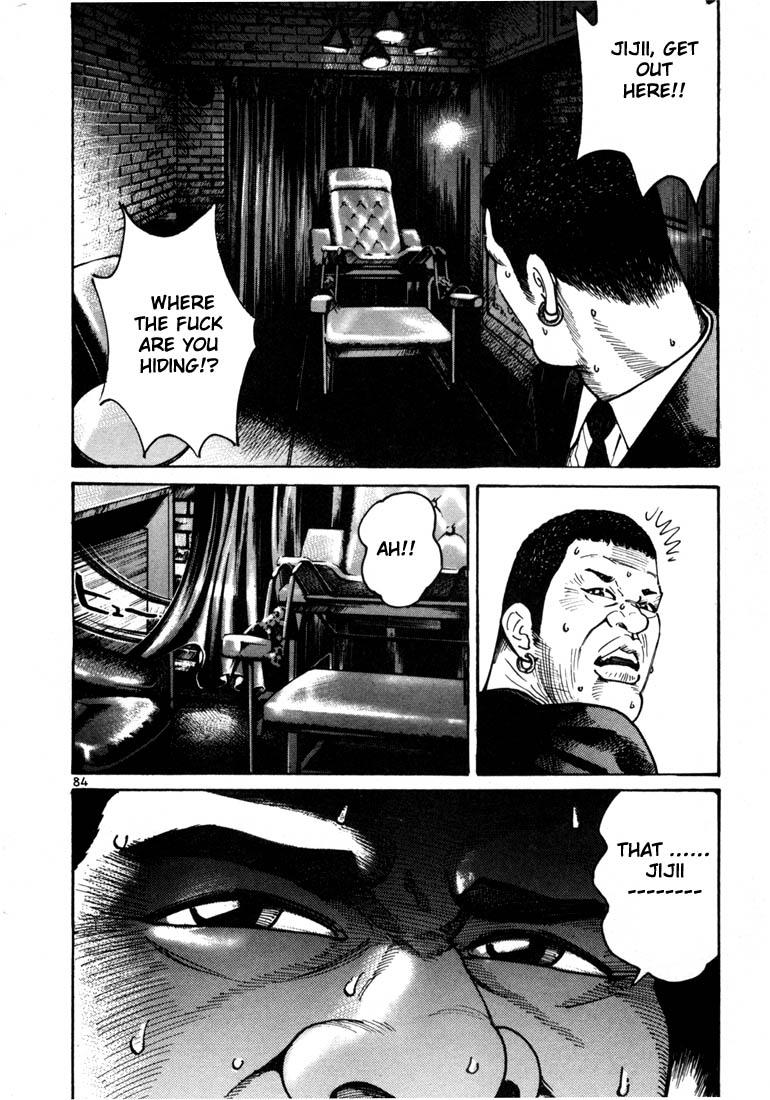 JIJII, GET
OUT
HERE!!
WHERE
THE FUCK
ARE YOU
HIDING!?
AH!!
84
THAT ......
JIJII
--------